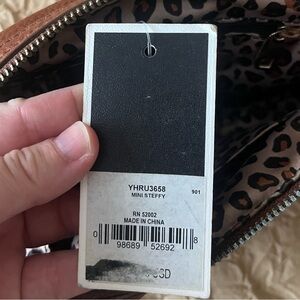 YHRU3658
MINI STEFFY
901
RN 52002
MADE IN CHINA
0 98689 52692 8